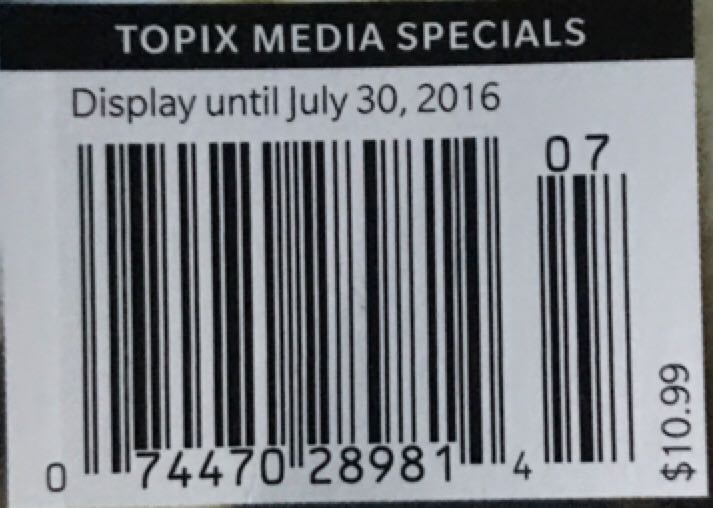 TOPIX MEDIA SPECIALS
Display until July 30, 2016
07
0 74470 28981 4
$10.99